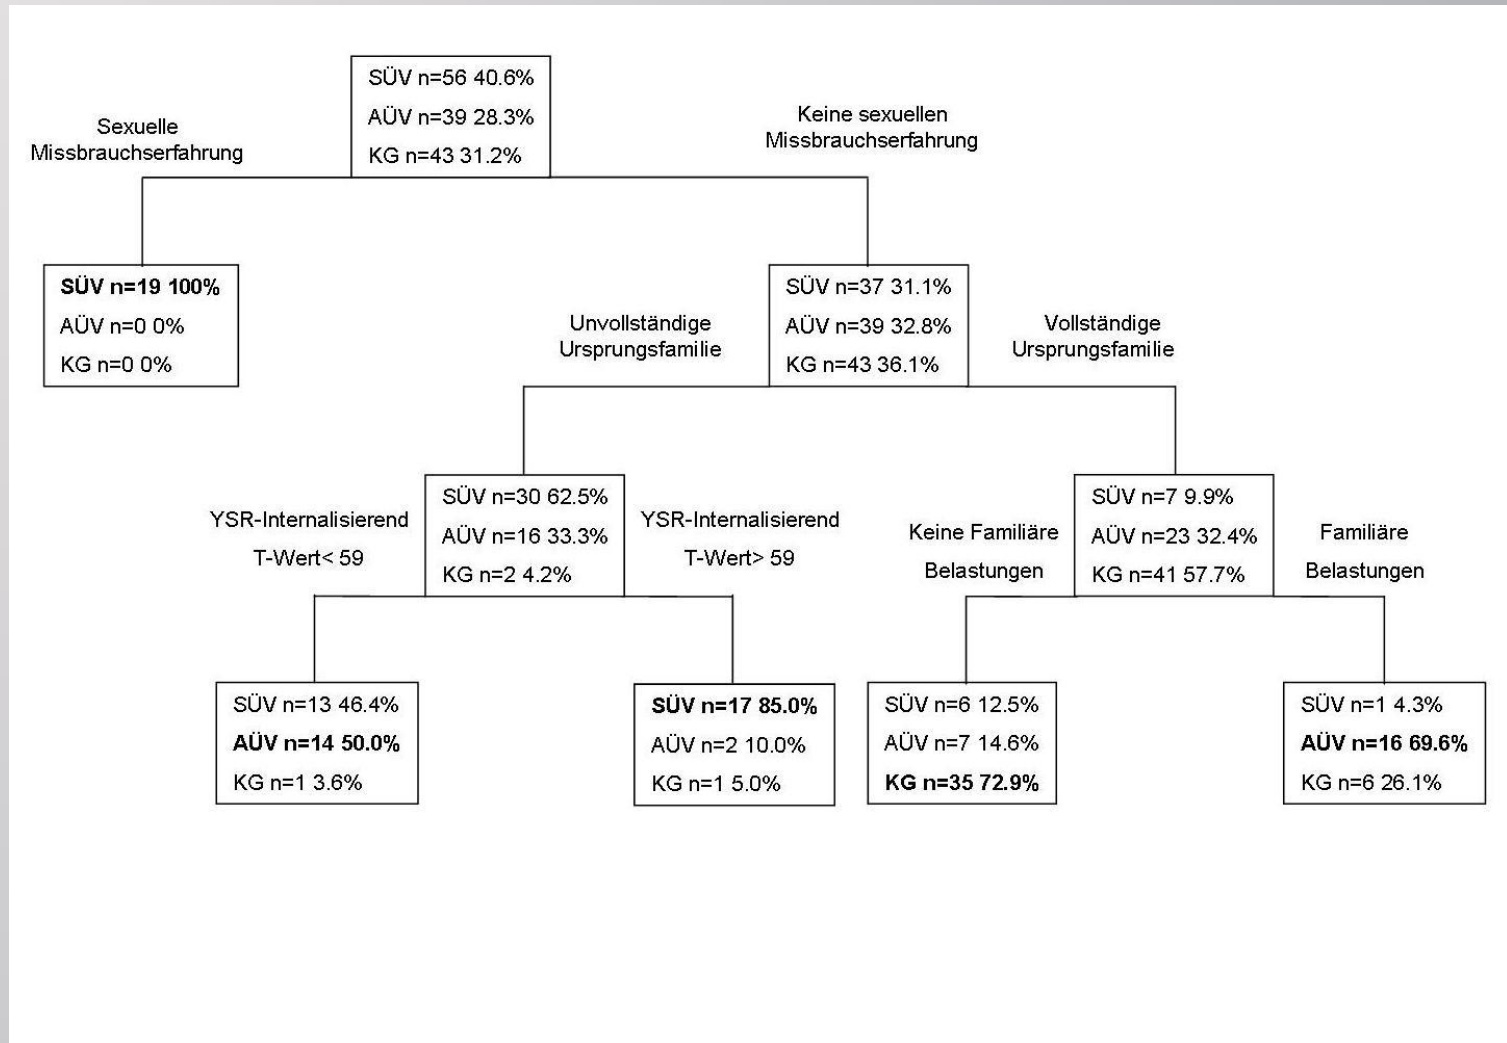 SÜV n=56 40.6%
AÜV n=39 28.3%
KG n=43 31.2%
Sexuelle
Missbrauchserfahrung
Keine sexuellen
Missbrauchserfahrung
SÜV n=19 100%
AÜV n=0 0%
KG n=0 0%
SÜV n=37 31.1%
AÜV n=39 32.8%
KG n=43 36.1%
Unvollständige
Ursprungsfamilie
Vollständige
Ursprungsfamilie
SÜV n=30 62.5%
AÜV n=16 33.3%
KG n=2 4.2%
YSR-Internalisierend
T-Wert< 59
YSR-Internalisierend
T-Wert> 59
SÜV n=7 9.9%
AÜV n=23 32.4%
KG n=41 57.7%
Keine Familiäre
Belastungen
Familiäre
Belastungen
SÜV n=13 46.4%
AÜV n=14 50.0%
KG n=1 3.6%
SÜV n=17 85.0%
AÜV n=2 10.0%
KG n=1 5.0%
SÜV n=6 12.5%
AÜV n=7 14.6%
KG n=35 72.9%
SÜV n=1 4.3%
AÜV n=16 69.6%
KG n=6 26.1%